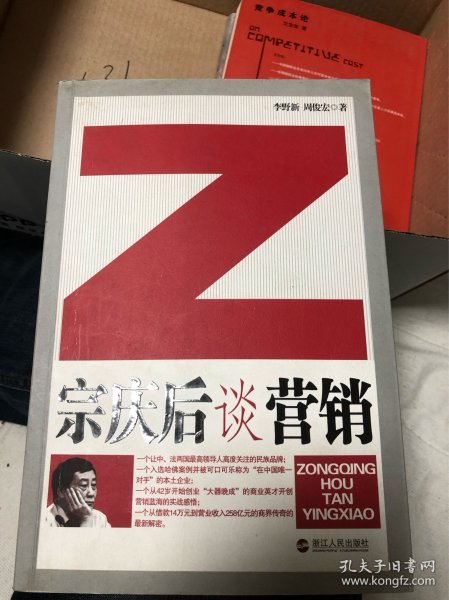 竞争成本论
ON
COMPETITIVE COST
李野新 周俊宏◎著
Z
宗庆后谈营销
一个让中、法两国最高领导人高度关注的民族品牌；
一个入选哈佛案例并被可口可乐称为“在中国唯一
对手”的本土企业；
一个从42岁开始创业“大器晚成”的商业英才开创
营销蓝海的实战感悟；
一个从借款14万元到营业收入258亿元的商界传奇的
最新解密。
ZONGQING
HOU
TAN
YINGXIAO
浙江人民出版社
孔夫子旧书网
www.kongfz.com